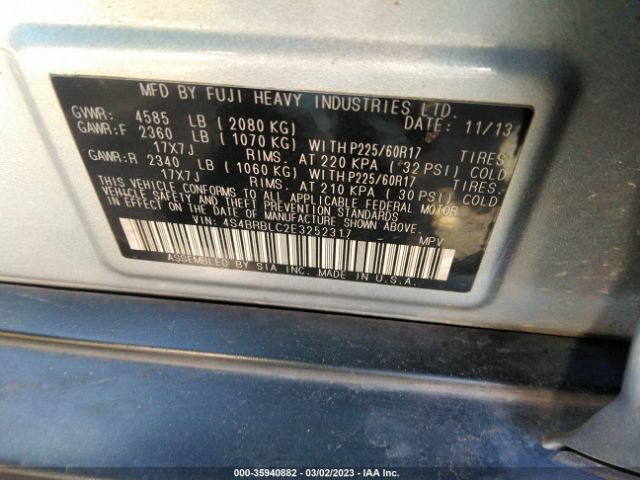 MFD BY FUJI HEAVY INDUSTRIES LTD.
GVWR: 4585 LB ( 2080 KG) DATE: 11/13
GAWR:F 2360 LB ( 1070 KG) WITH P225/60R17 TIRES
17X7J RIMS. AT 220 KPA ( 32 PSI) COLD
GAWR:R 2340 LB ( 1060 KG) WITH P225/60R17 TIRES
17X7J RIMS. AT 210 KPA ( 30 PSI) COLD
THIS VEHICLE CONFORMS TO ALL APPLICABLE FEDERAL MOTOR
VEHICLE SAFETY AND THEFT PREVENTION STANDARDS
IN EFFECT ON THE DATE OF MANUFACTURE SHOWN ABOVE.
VIN: 4S4BRBLC2E3252317 MPV
ASSEMBLED BY SIA INC. MADE IN U.S.A.
000-35940882 - 03/02/2023 - IAA Inc.